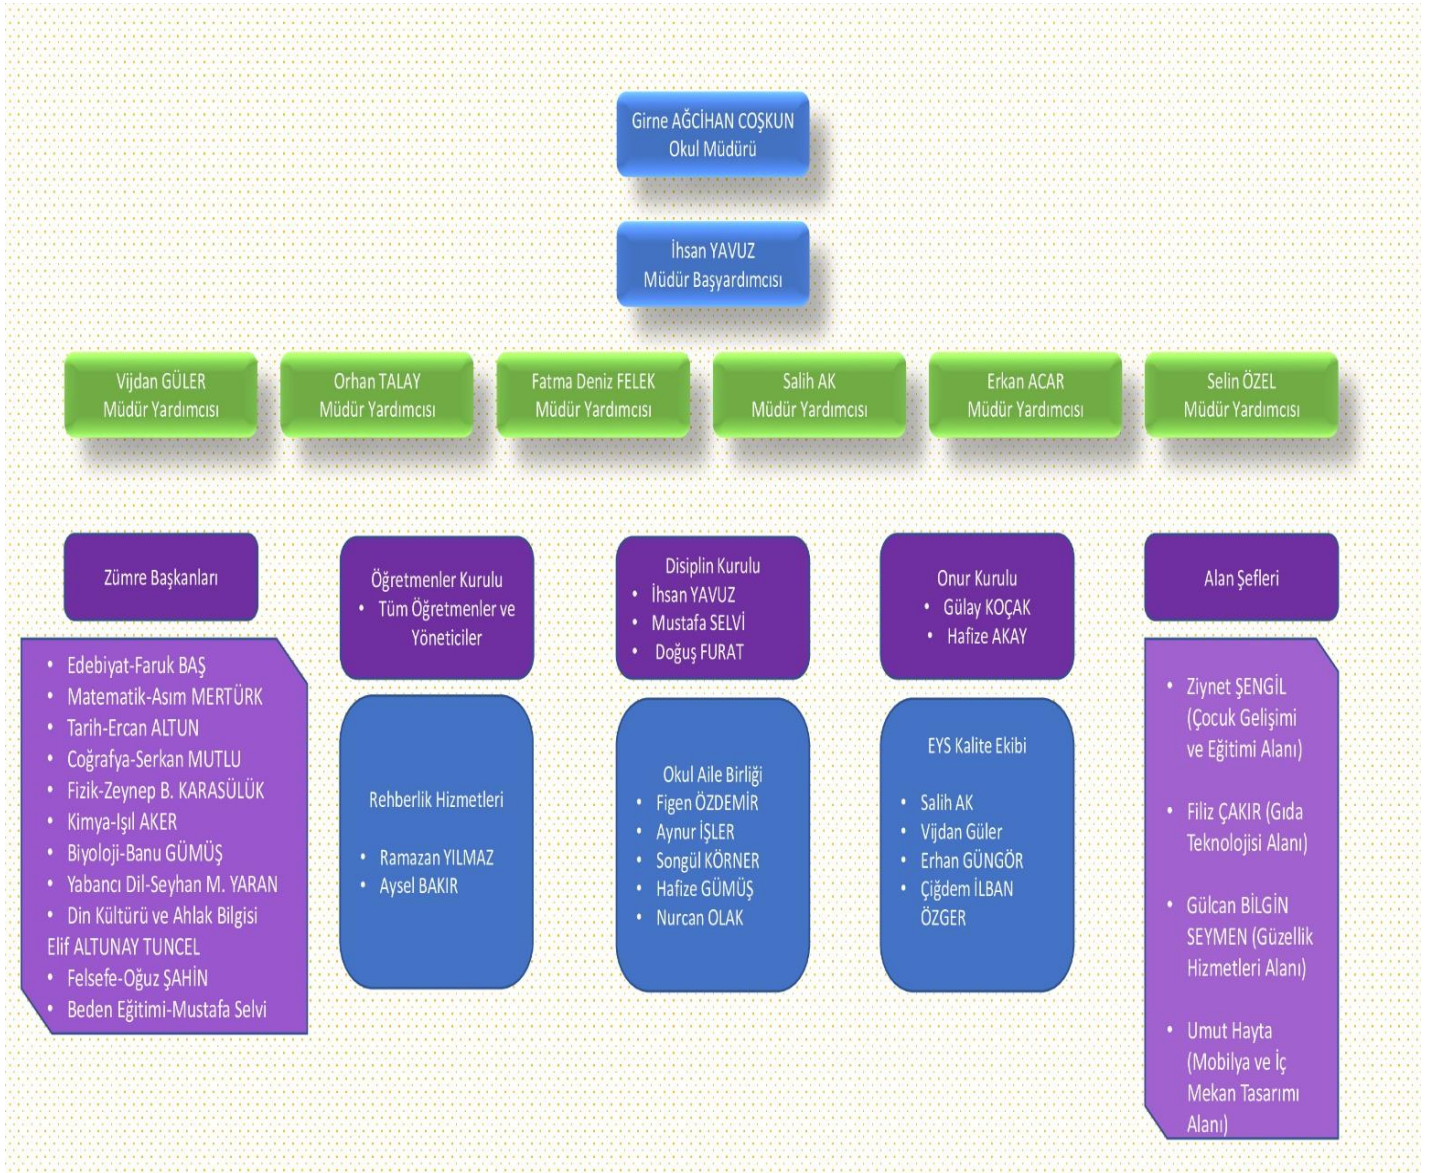 Girne AĞCİHAN COŞKUN
Okul Müdürü
İhsan YAVUZ
Müdür Başyardımcısı
Vijdan GÜLER
Müdür Yardımcısı
Orhan TALAY
Müdür Yardımcısı
Fatma Deniz FELEK
Müdür Yardımcısı
Salih AK
Müdür Yardımcısı
Erkan ACAR
Müdür Yardımcısı
Selin ÖZEL
Müdür Yardımcısı
Zümre Başkanları
• Edebiyat-Faruk BAŞ
• Matematik-Asım MERTÜRK
• Tarih-Ercan ALTUN
• Coğrafya-Serkan MUTLU
• Fizik-Zeynep B. KARASÜLÜK
• Kimya-Işıl AKER
• Biyoloji-Banu GÜMÜŞ
• Yabancı Dil-Seyhan M. YARAN
• Din Kültürü ve Ahlak Bilgisi
Elif ALTUNAY TUNCEL
• Felsefe-Oğuz ŞAHİN
• Beden Eğitimi-Mustafa Selvi
Öğretmenler Kurulu
• Tüm Öğretmenler ve
Yöneticiler
Rehberlik Hizmetleri
• Ramazan YILMAZ
• Aysel BAKIR
Disiplin Kurulu
• İhsan YAVUZ
• Mustafa SELVİ
• Doğuş FURAT
Okul Aile Birliği
• Figen ÖZDEMİR
• Aynur İŞLER
• Songül KÖRNER
• Hafize GÜMÜŞ
• Nurcan OLAK
Onur Kurulu
• Gülay KOÇAK
• Hafize AKAY
EYS Kalite Ekibi
• Salih AK
• Vijdan Güler
• Erhan GÜNGÖR
• Çiğdem İLBAN
ÖZGER
Alan Şefleri
• Ziynet ŞENGİL
(Çocuk Gelişimi
ve Eğitimi Alanı)
• Filiz ÇAKIR (Gıda
Teknolojisi Alanı)
• Gülcan BİLGİN
SEYMEN (Güzellik
Hizmetleri Alanı)
• Umut Hayta
(Mobilya ve İç
Mekan Tasarımı
Alanı)